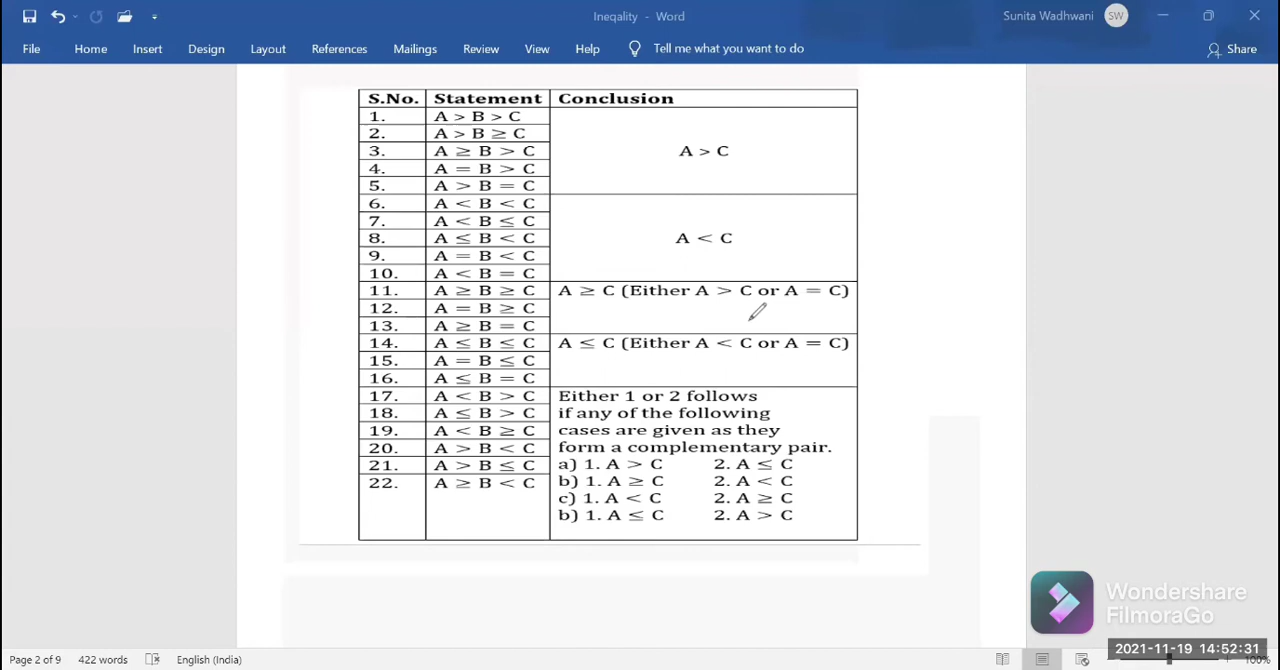 Ineqality - Word
Sunita Wadhwani SW
File Home Insert Design Layout References Mailings Review View Help Tell me what you want to do Share
S.No. Statement Conclusion
1. A > B > C
2. A > B ≥ C
3. A ≥ B > C A > C
4. A = B > C
5. A > B = C
6. A < B < C
7. A < B ≤ C
8. A ≤ B < C A < C
9. A = B < C
10. A < B = C
11. A ≥ B ≥ C A ≥ C (Either A > C or A = C)
12. A = B ≥ C
13. A ≥ B = C
14. A ≤ B ≤ C A ≤ C (Either A < C or A = C)
15. A = B ≤ C
16. A ≤ B = C
17. A < B > C Either 1 or 2 follows
18. A ≤ B > C if any of the following
19. A < B ≥ C cases are given as they
20. A > B < C form a complementary pair.
21. A > B ≤ C a) 1. A > C 2. A ≤ C
22. A ≥ B < C b) 1. A ≥ C 2. A < C
c) 1. A < C 2. A ≥ C
b) 1. A ≤ C 2. A > C
Wondershare
FilmoraGo
2021-11-19 14:52:31
Page 2 of 9 422 words English (India) 100%